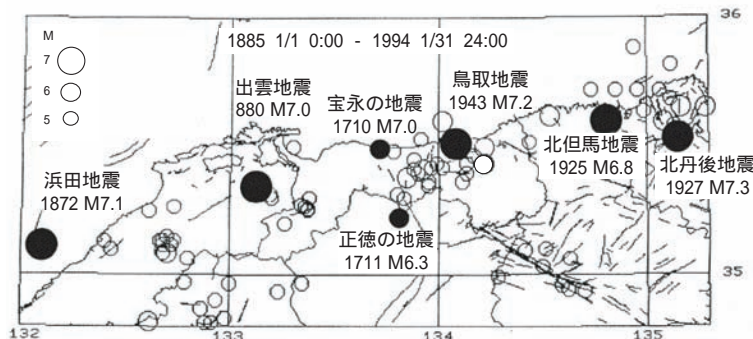 36
M
7
6
5
1885 1/1 0:00 - 1994 1/31 24:00
出雲地震
880 M7.0
宝永の地震
1710 M7.0
鳥取地震
1943 M7.2
北但馬地震
1925 M6.8
北丹後地震
1927 M7.3
浜田地震
1872 M7.1
正徳の地震
1711 M6.3
35
132
133
134
135